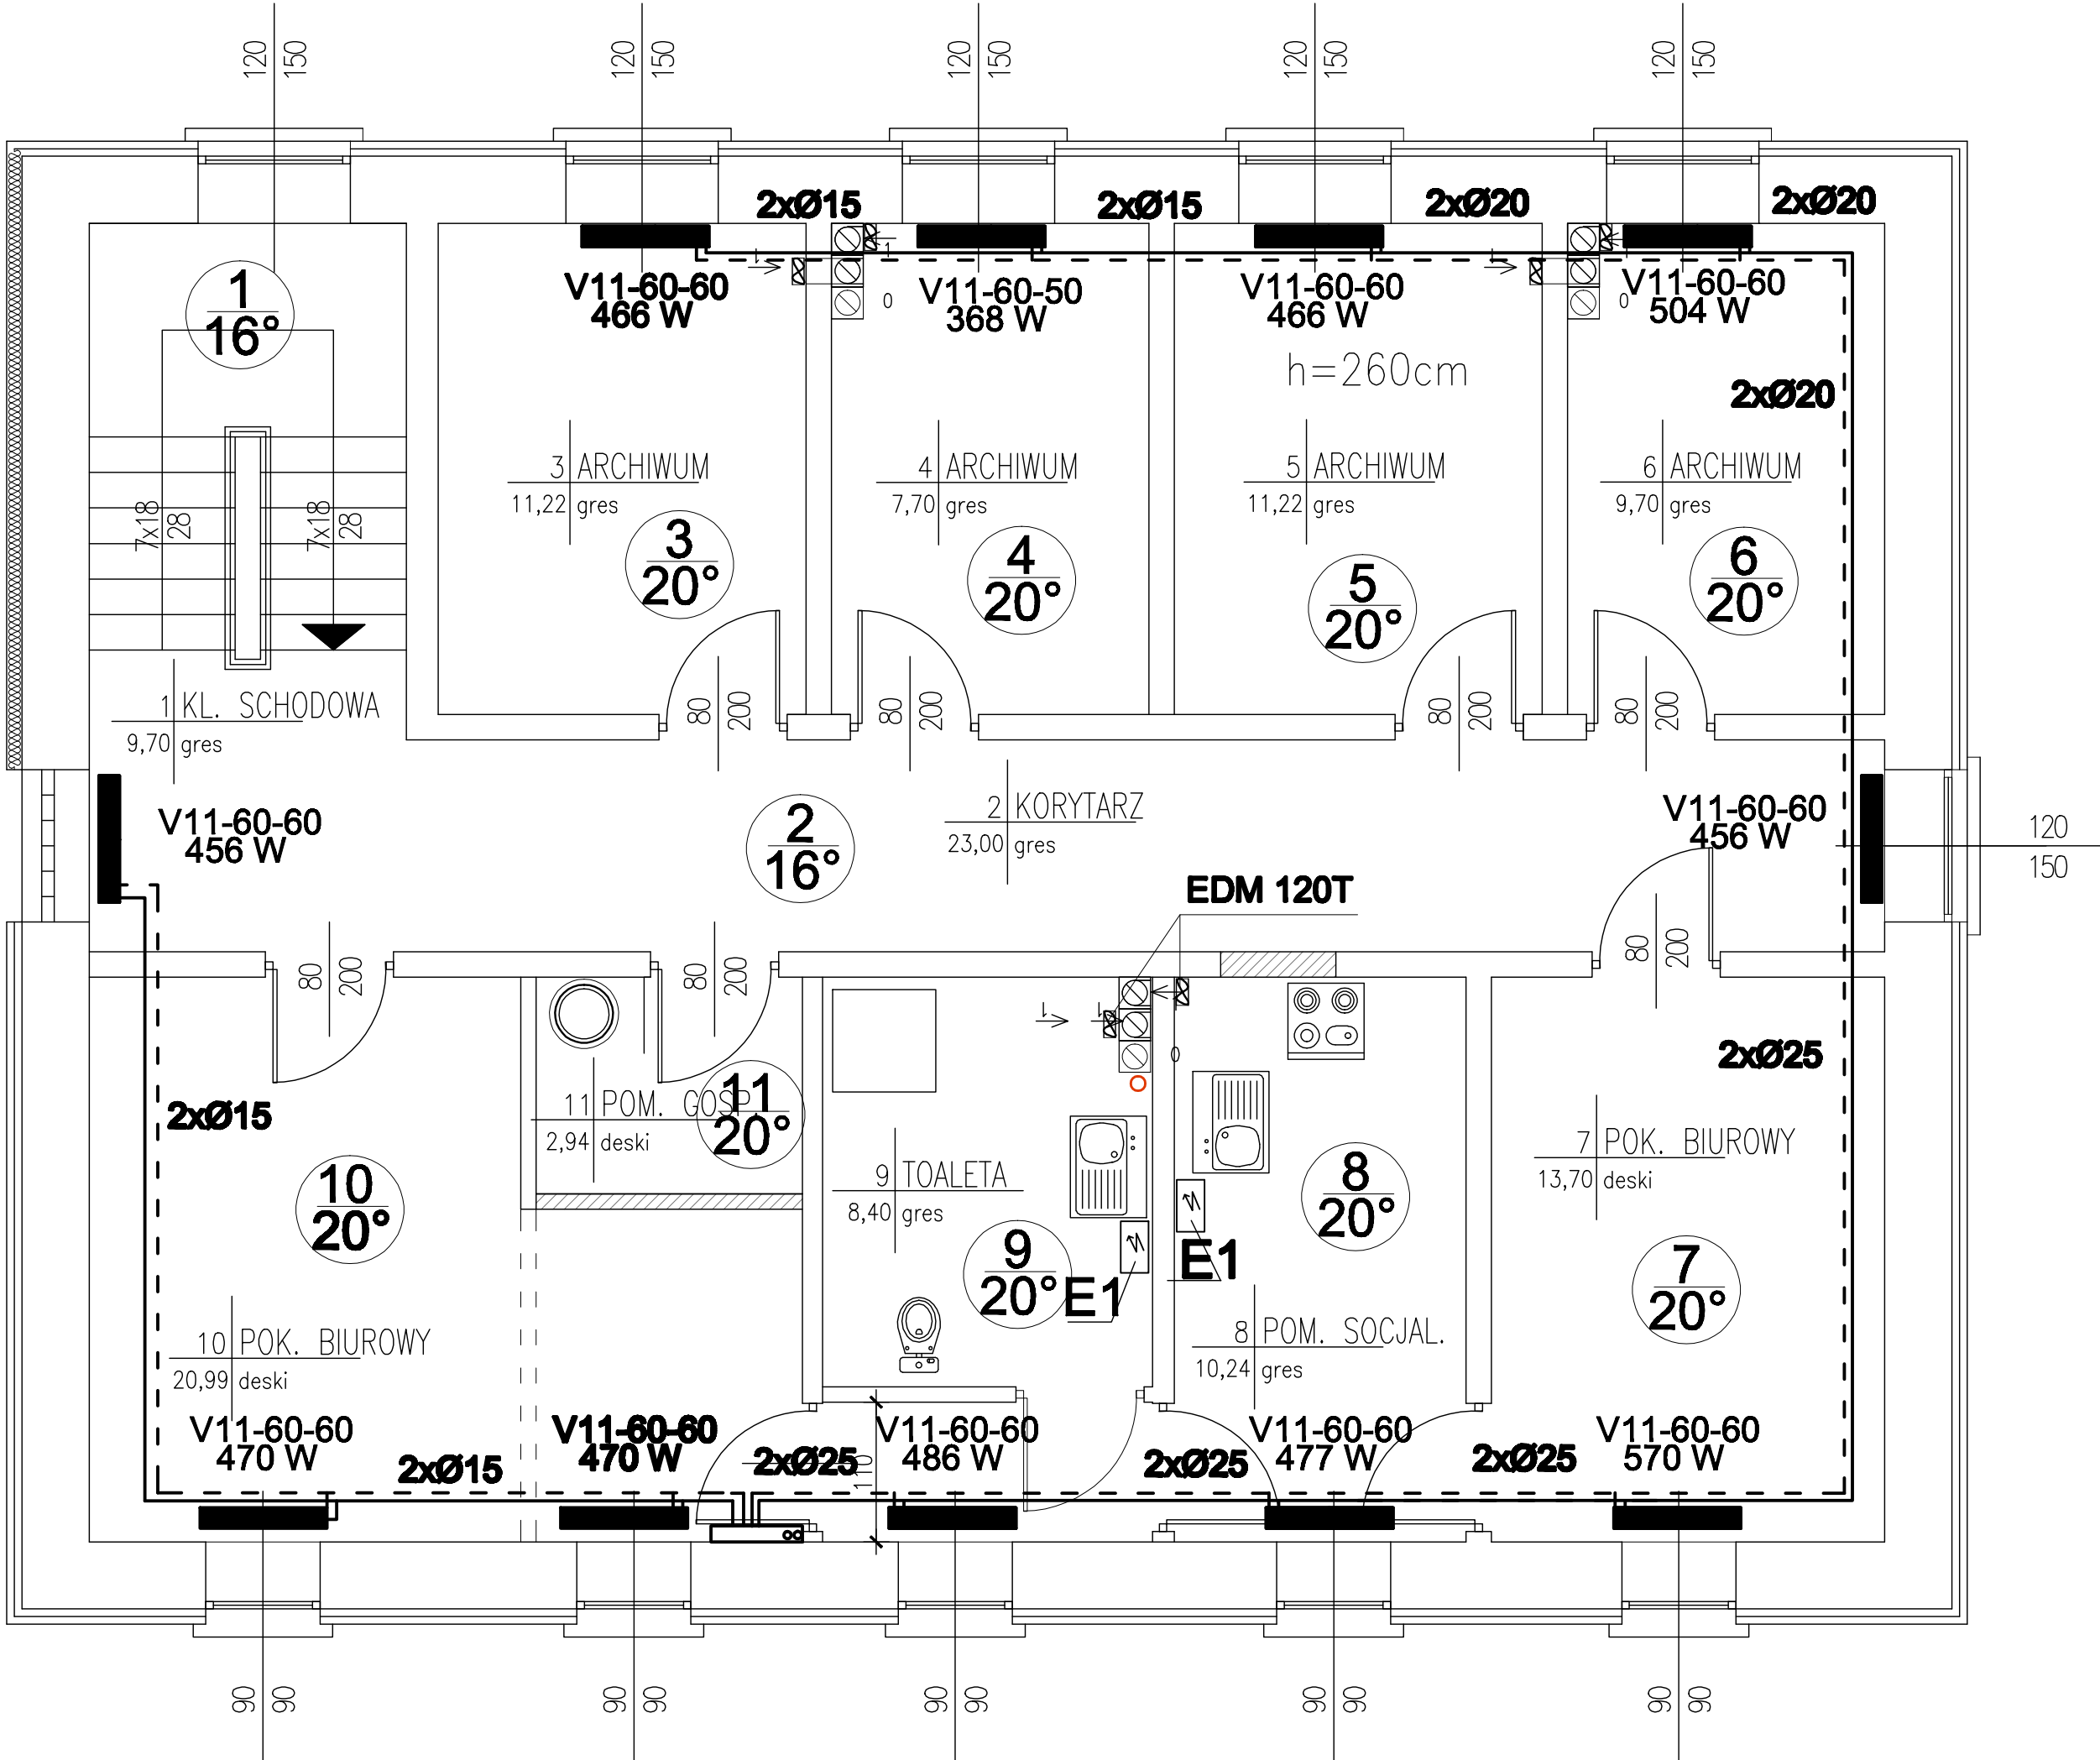 120
150
120
150
120
150
120
150
120
150
2xØ15
2xØ15
2xØ20
2xØ20
1
16°
V11-60-60
466 W
1
1
0
V11-60-50
368 W
V11-60-60
466 W
1
0
V11-60-60
504 W
h=260cm
2xØ20
3 ARCHIWUM
11,22 gres
4 ARCHIWUM
7,70 gres
5 ARCHIWUM
11,22 gres
6 ARCHIWUM
9,70 gres
7x18
28
7x18
28
3
20°
4
20°
5
20°
6
20°
80
200
80
200
80
200
80
200
1 KL. SCHODOWA
9,70 gres
V11-60-60
456 W
2
16°
2 KORYTARZ
23,00 gres
V11-60-60
456 W
120
150
EDM 120T
80
200
80
200
80
200
1
1
0
2xØ15
11 POM. GOSP.
2,94 deski
11
20°
2xØ25
10
20°
9 TOALETA
8,40 gres
8
20°
7 POK. BIUROWY
13,70 deski
9
20°
E1
E1
7
20°
10 POK. BIUROWY
20,99 deski
8 POM. SOCJAL.
10,24 gres
V11-60-60
470 W
2xØ15
V11-60-60
470 W
2xØ25
110
V11-60-60
486 W
2xØ25
V11-60-60
477 W
2xØ25
V11-60-60
570 W
90
90
90
90
90
90
90
90
90
90